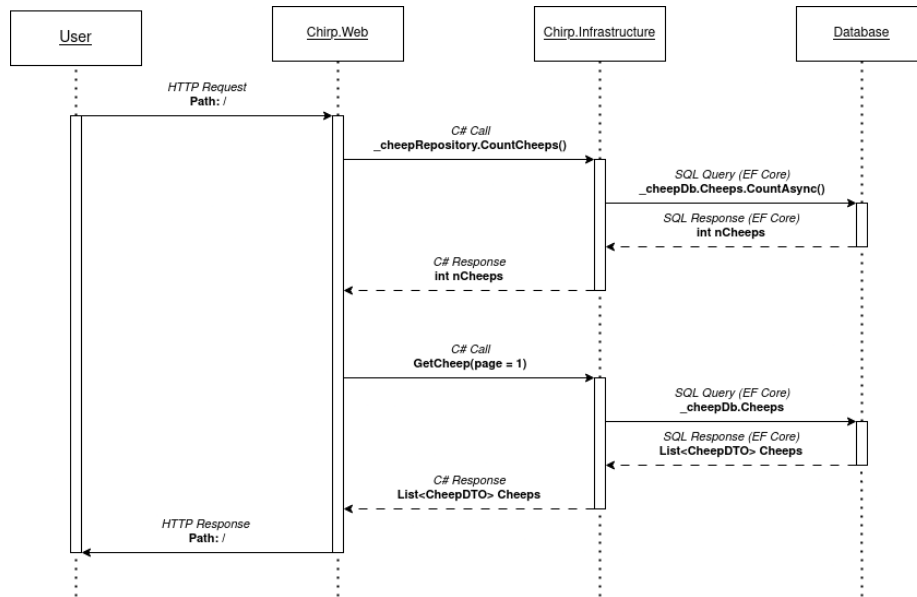 User
Chirp.Web
Chirp.Infrastructure
Database
HTTP Request
Path: /
C# Call
_cheepRepository.CountCheeps()
SQL Query (EF Core)
_cheepDb.Cheeps.CountAsync()
SQL Response (EF Core)
int nCheeps
C# Response
int nCheeps
C# Call
GetCheep(page = 1)
SQL Query (EF Core)
_cheepDb.Cheeps
SQL Response (EF Core)
List<CheepDTO> Cheeps
C# Response
List<CheepDTO> Cheeps
HTTP Response
Path: /